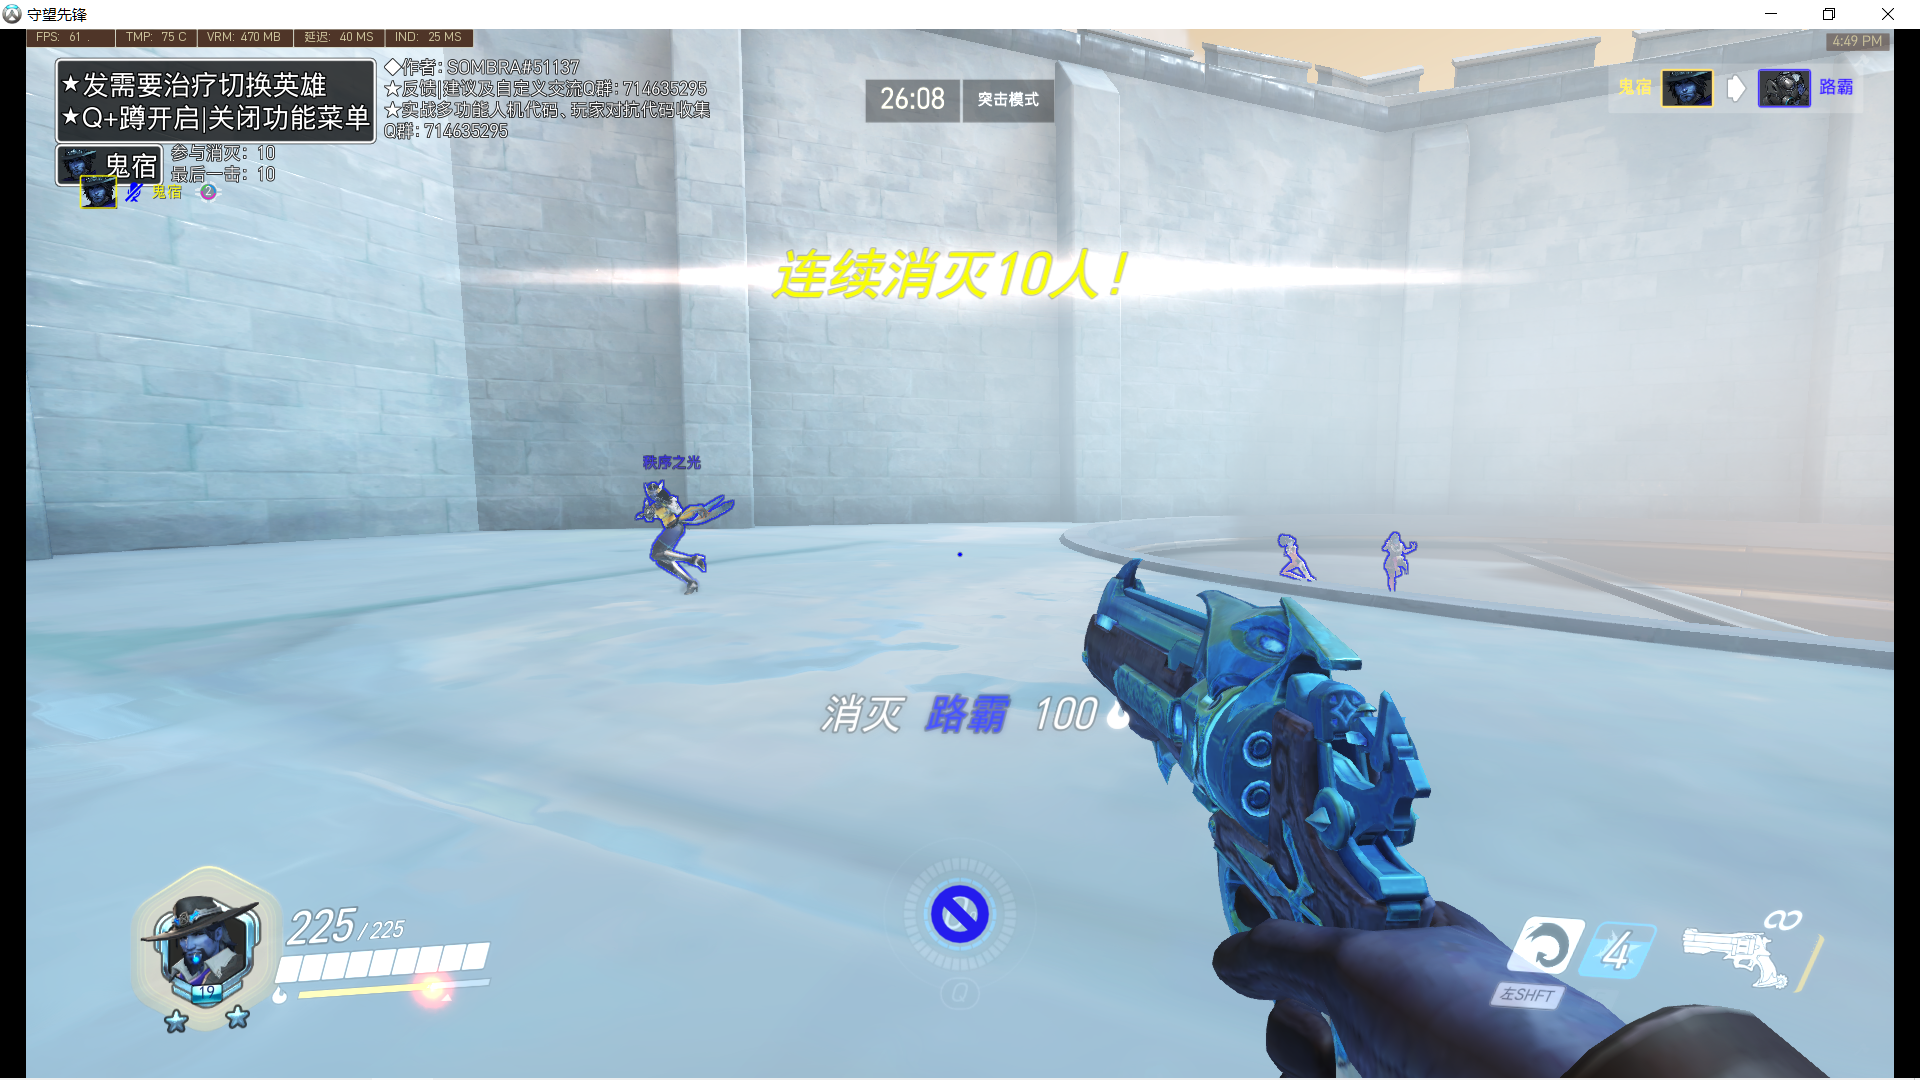 守望先锋
FPS: 61 . TMP: 75 C VRM: 470 MB 延迟: 40 MS IND: 25 MS
4:49 PM
★发需要治疗切换英雄
★Q+蹲开启|关闭功能菜单
◇作者: SOMBRA#51137
★反馈|建议及自定义交流Q群: 714635295
★实战多功能人机代码、玩家对抗代码收集
Q群: 714635295
26:08 突击模式
鬼宿 路霸
鬼宿
参与消灭: 10
最后一击: 10
鬼宿 2
连续消灭10人!
秩序之光
消灭 路霸 100
225/225
19
Q
4
左SHFT